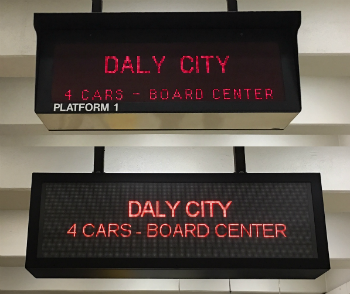 DALY CITY
4 CARS - BOARD CENTER
PLATFORM 1
DALY CITY
4 CARS - BOARD CENTER